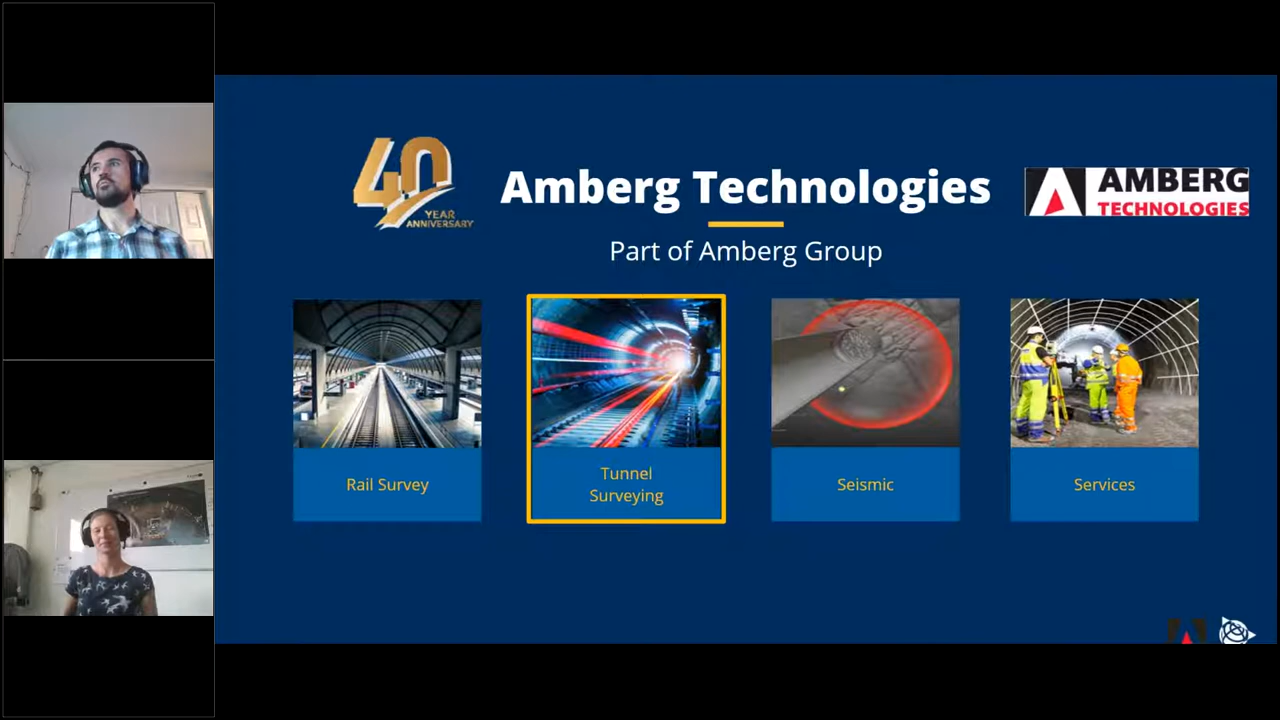 40
YEAR
ANNIVERSARY
Amberg Technologies
AMBERG
TECHNOLOGIES
Part of Amberg Group
Rail Survey
Tunnel
Surveying
Seismic
Services